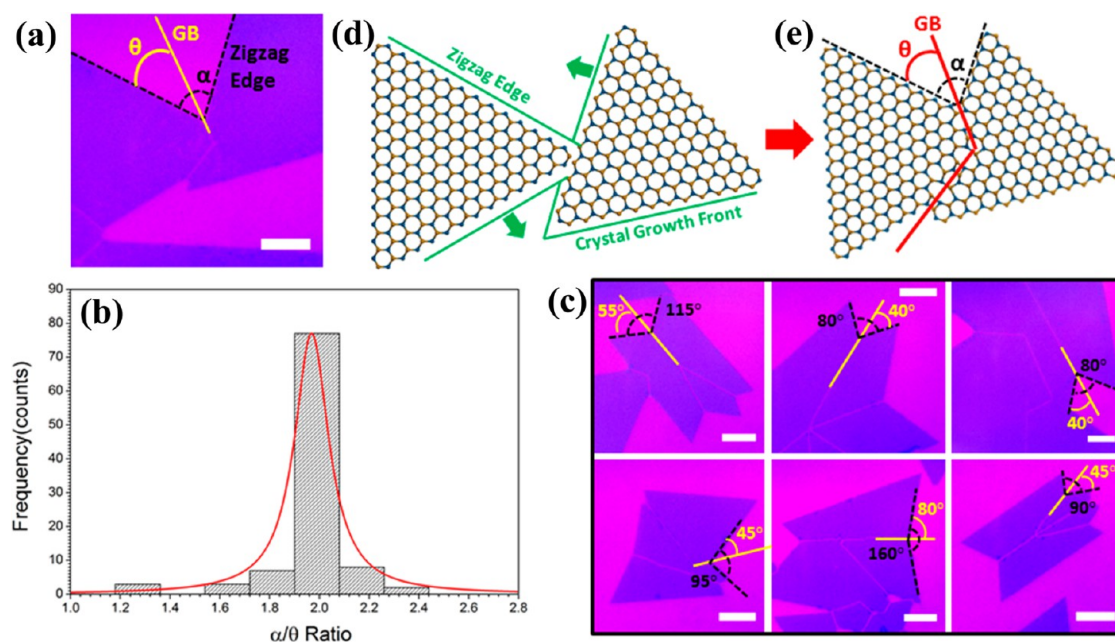 (a)
θ
GB
Zigzag
Edge
α
(d)
Zigzag Edge
Crystal Growth Front
(e)
θ
α
(b)
Frequency(counts)
90
80
70
60
50
40
30
20
10
0
1.0 1.2 1.4 1.6 1.8 2.0 2.2 2.4 2.6 2.8
α/θ Ratio
(c)
55° 115°
80° 40°
80°
40°
45°
95°
80°
160°
45°
90°